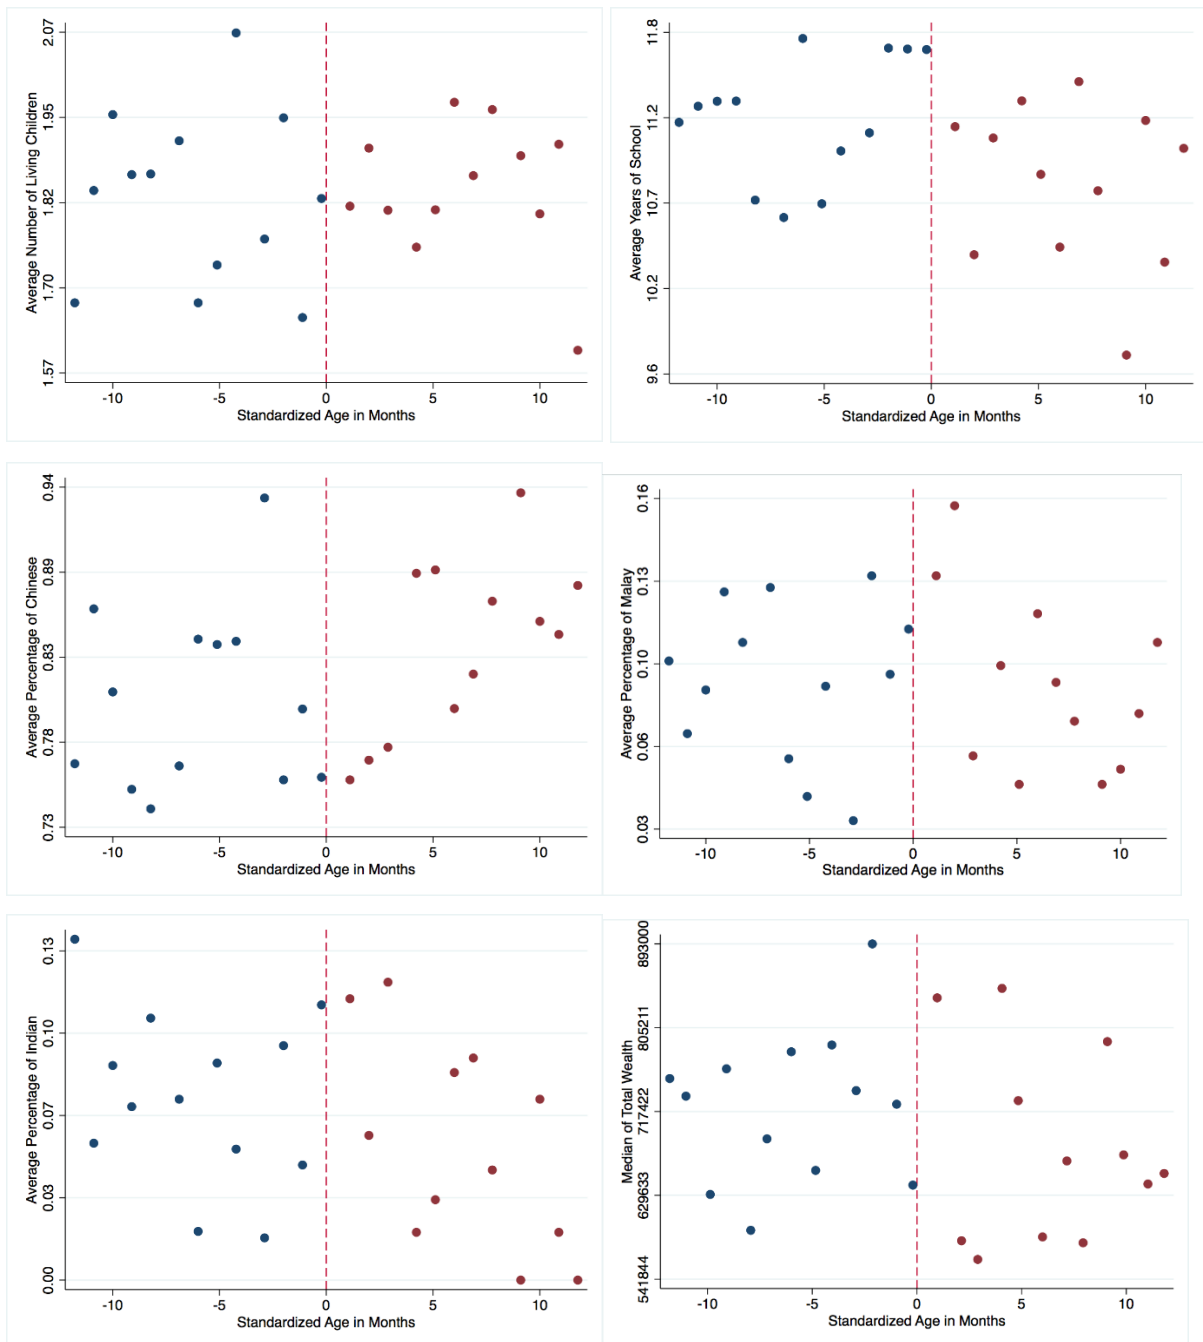 Average Number of Living Children
2.07
1.95
1.82
1.70
1.57
-10 -5 0 5 10
Standardized Age in Months
Average Years of School
11.8
11.2
10.7
10.2
9.6
-10 -5 0 5 10
Standardized Age in Months
Average Percentage of Chinese
0.94
0.89
0.83
0.78
0.73
-10 -5 0 5 10
Standardized Age in Months
Average Percentage of Malay
0.16
0.13
0.10
0.06
0.03
-10 -5 0 5 10
Standardized Age in Months
Average Percentage of Indian
0.13
0.10
0.07
0.03
0.00
-10 -5 0 5 10
Standardized Age in Months
Median of Total Wealth
893000
805211
717422
629633
541844
-10 -5 0 5 10
Standardized Age in Months